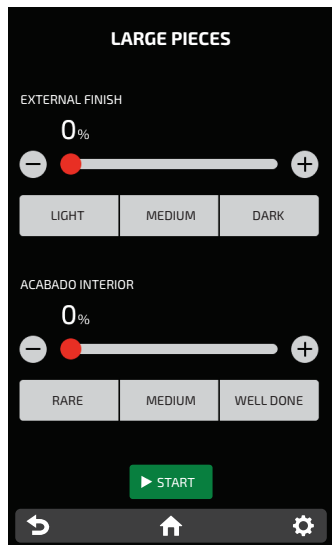 LARGE PIECES
EXTERNAL FINISH
0%
LIGHT MEDIUM DARK
ACABADO INTERIOR
0%
RARE MEDIUM WELL DONE
START